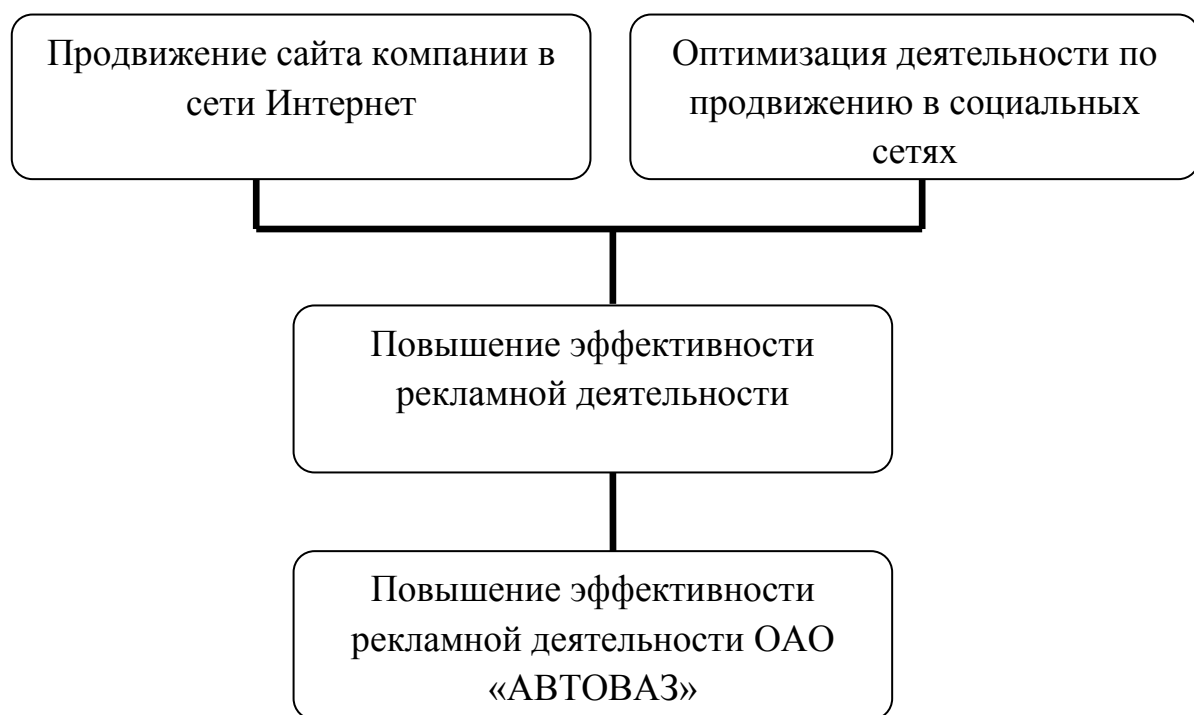 Продвижение сайта компании в
сети Интернет
Оптимизация деятельности по
продвижению в социальных
сетях
Повышение эффективности
рекламной деятельности
Повышение эффективности
рекламной деятельности ОАО
«АВТОВАЗ»